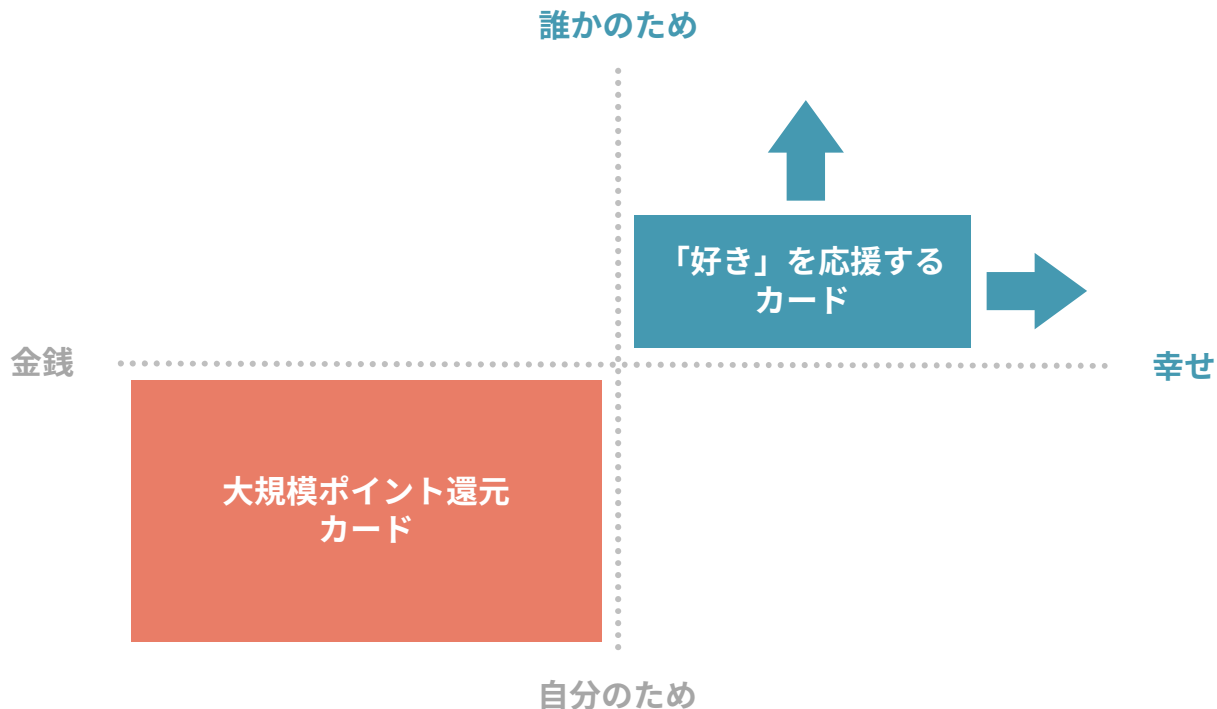 誰かのため
「好き」を応援する
カード
金銭
幸せ
大規模ポイント還元
カード
自分のため